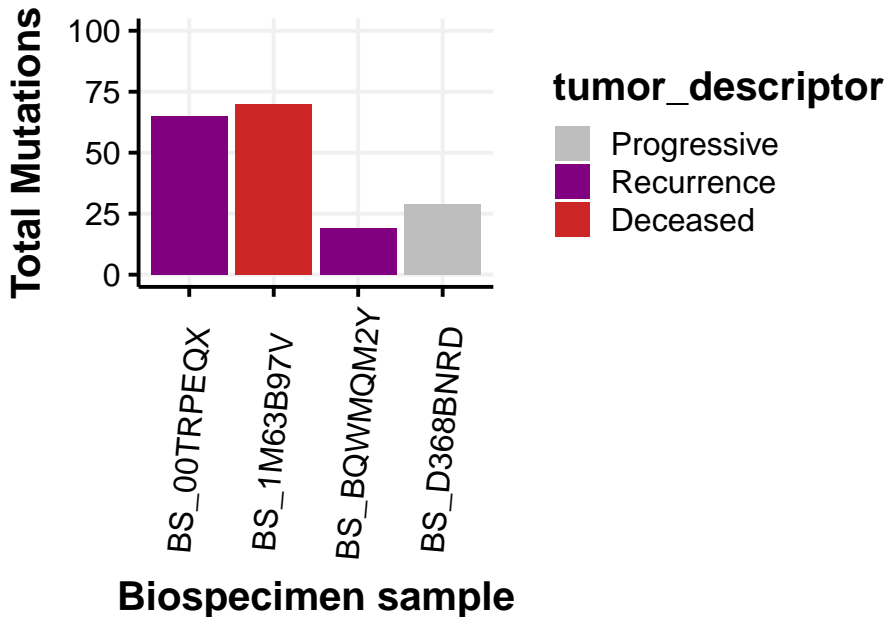 Total Mutations
100
75
50
25
0
BS_00TRPEQX
BS_1M63B97V
BS_BQWMQM2Y
BS_D368BNRD
Biospecimen sample
tumor_descriptor
Progressive
Recurrence
Deceased